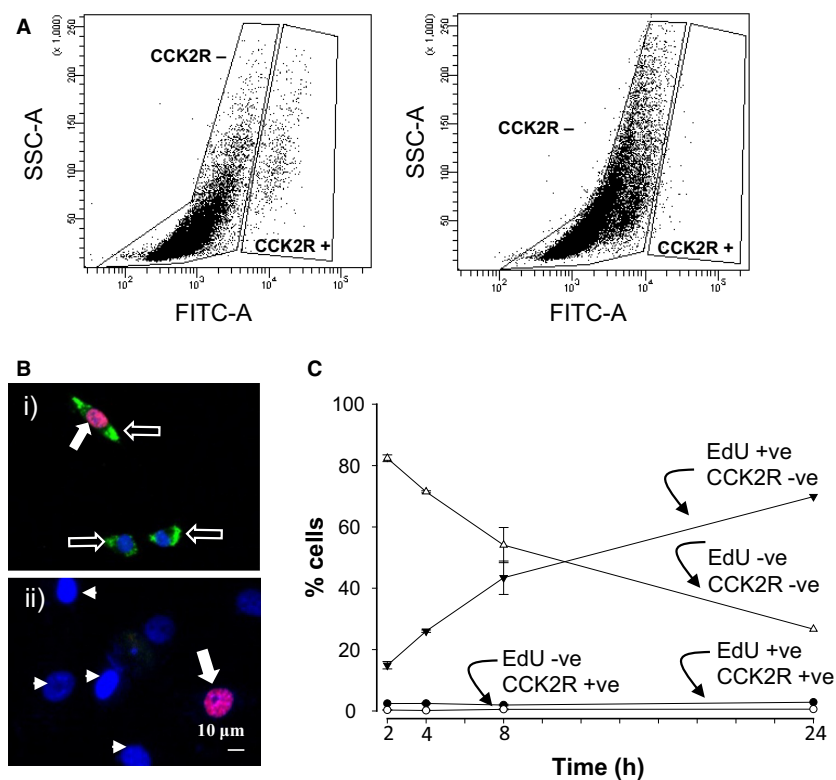 A
(x 1,000)
250
200
150
100
50
SSC-A
CCK2R –
CCK2R +
10² 10³ 10⁴ 10⁵
FITC-A
(x 1,000)
250
200
150
100
50
SSC-A
CCK2R –
CCK2R +
10² 10³ 10⁴ 10⁵
FITC-A
B
i)
ii)
10 µm
C
100
80
60
40
20
0
% cells
EdU +ve
CCK2R -ve
EdU -ve
CCK2R -ve
EdU -ve
CCK2R +ve
EdU +ve
CCK2R +ve
2 4 8 24
Time (h)